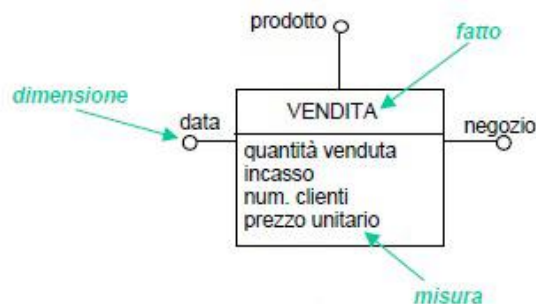 prodotto
fatto
dimensione
VENDITA
data
negozio
quantità venduta
incasso
num. clienti
prezzo unitario
misura